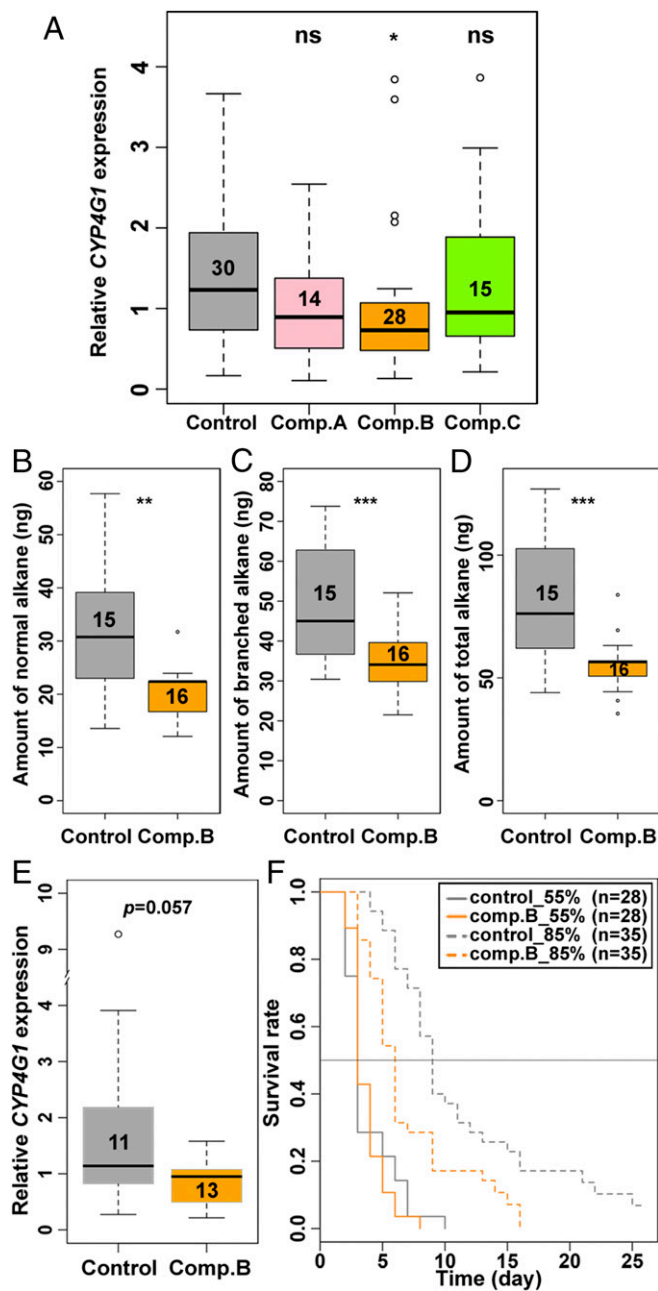 A
ns
*
ns
Relative CYP4G1 expression
4
3
2
1
0
30
14
28
15
Control
Comp.A
Comp.B
Comp.C
B
Amount of normal alkane (ng)
60
50
40
30
20
10
0
**
15
16
Control
Comp.B
C
Amount of branched alkane (ng)
80
70
60
50
40
30
20
10
0
***
15
16
Control
Comp.B
D
Amount of total alkane (ng)
100
50
0
***
15
16
Control
Comp.B
E
Relative CYP4G1 expression
10
9
4
3
2
1
0
p=0.057
11
13
Control
Comp.B
F
Survival rate
1.0
0.8
0.6
0.4
0.2
0.0
control_55% (n=28)
comp.B_55% (n=28)
control_85% (n=35)
comp.B_85% (n=35)
0
5
10
15
20
25
Time (day)